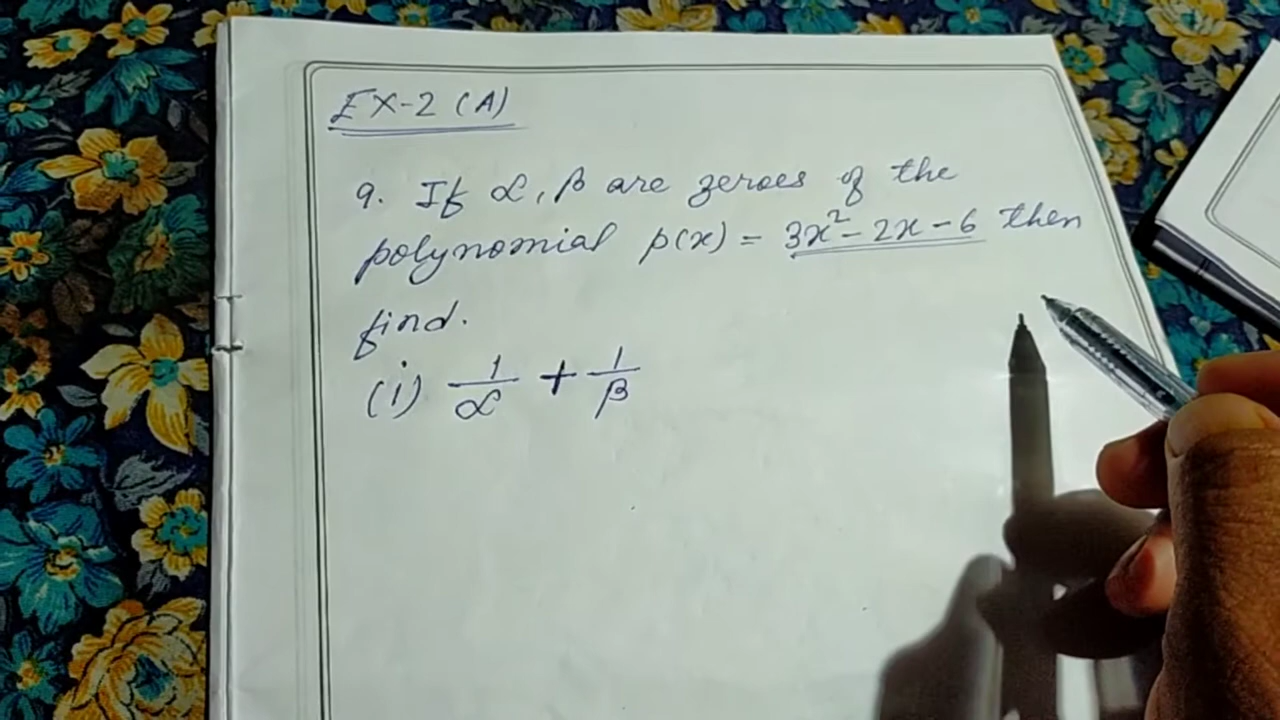 EX-2 (A)
9. If α, β are zeroes of the
polynomial p(x) = 3x² - 2x - 6 then
find.
(i) 1/α + 1/β